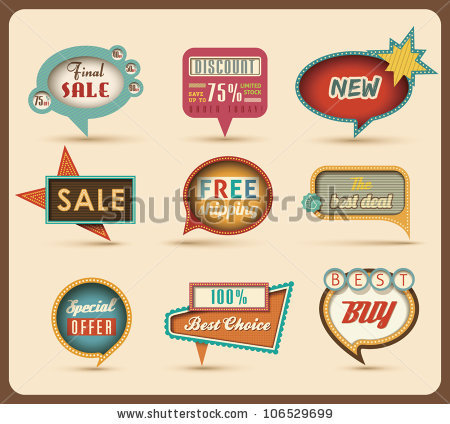 Final
SALE
75%
DISCOUNT
SAVE UP TO
75%
LIMITED STOCK
ORDER TODAY!
NEW
SALE
FREE
shipping
The
best deal
Special
OFFER
100%
Best Choice
BEST
BUY
www.shutterstock.com · 106529699